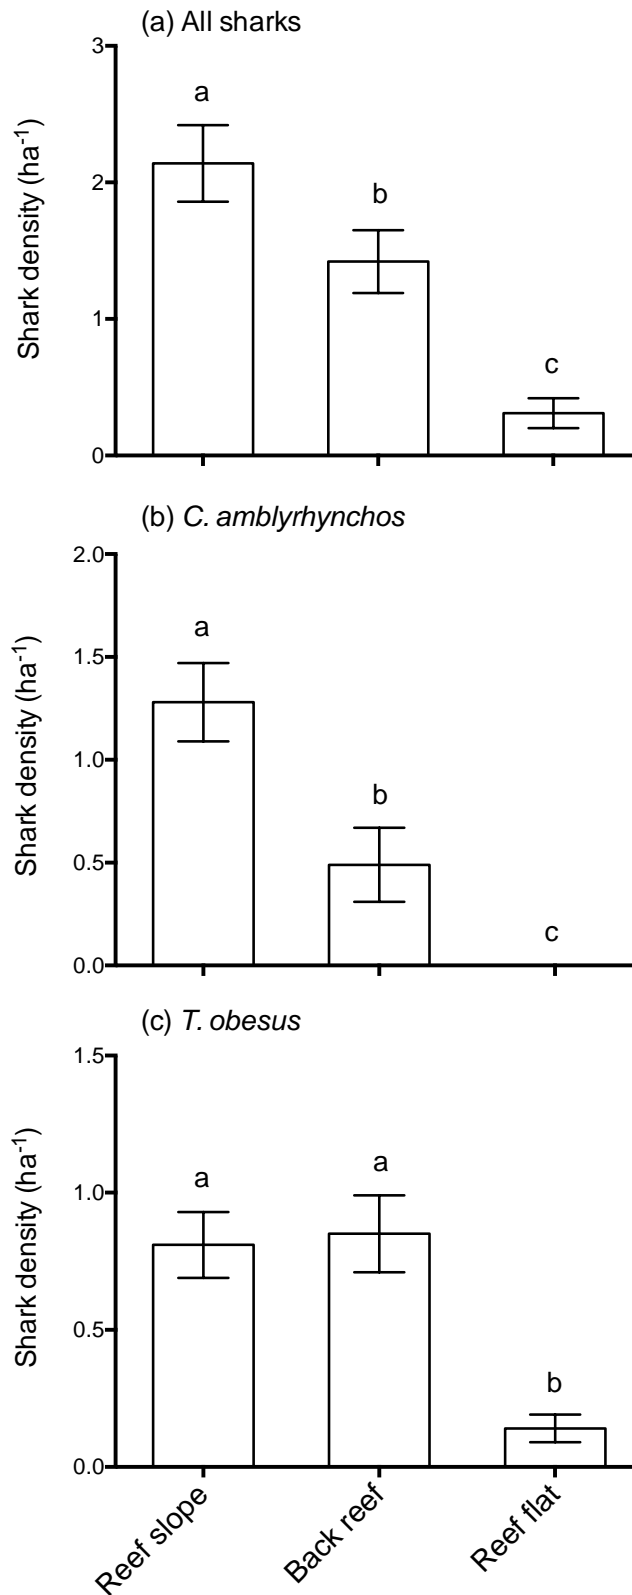 (a) All sharks
3
2
1
0
Shark density (ha⁻¹)
a
b
c
(b) C. amblyrhynchos
2.0
1.5
1.0
0.5
0.0
Shark density (ha⁻¹)
a
b
c
(c) T. obesus
1.5
1.0
0.5
0.0
Shark density (ha⁻¹)
a
a
b
Reef slope
Back reef
Reef flat